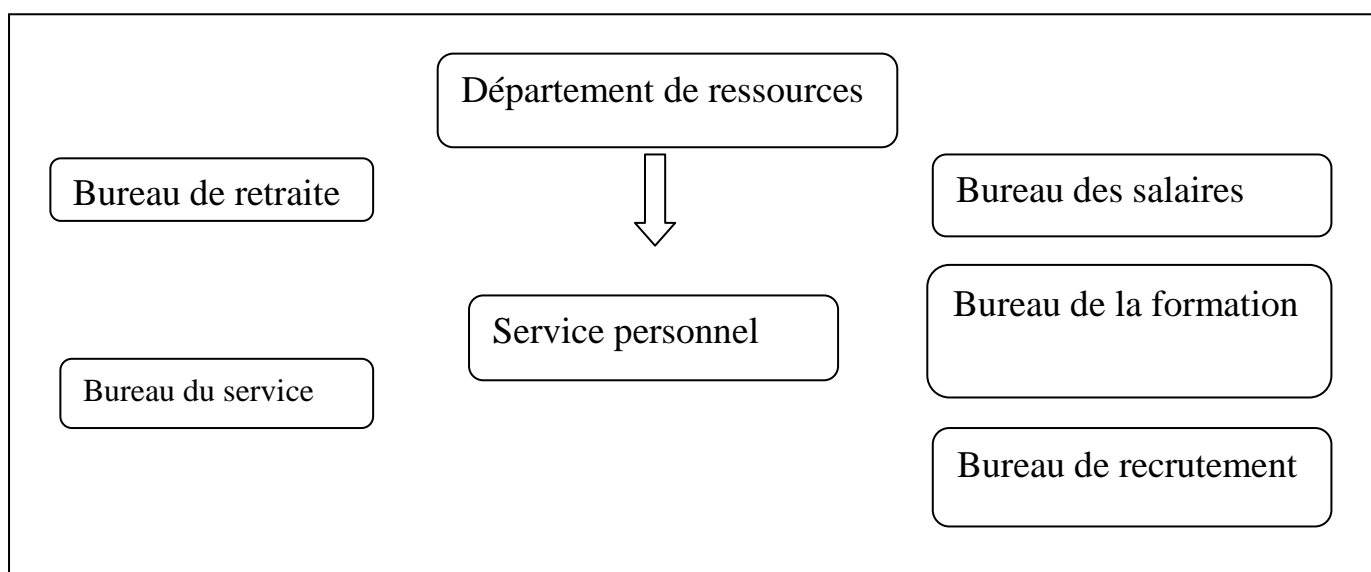 Département de ressources
Bureau de retraite
Bureau des salaires
Bureau de la formation
Service personnel
Bureau du service
Bureau de recrutement